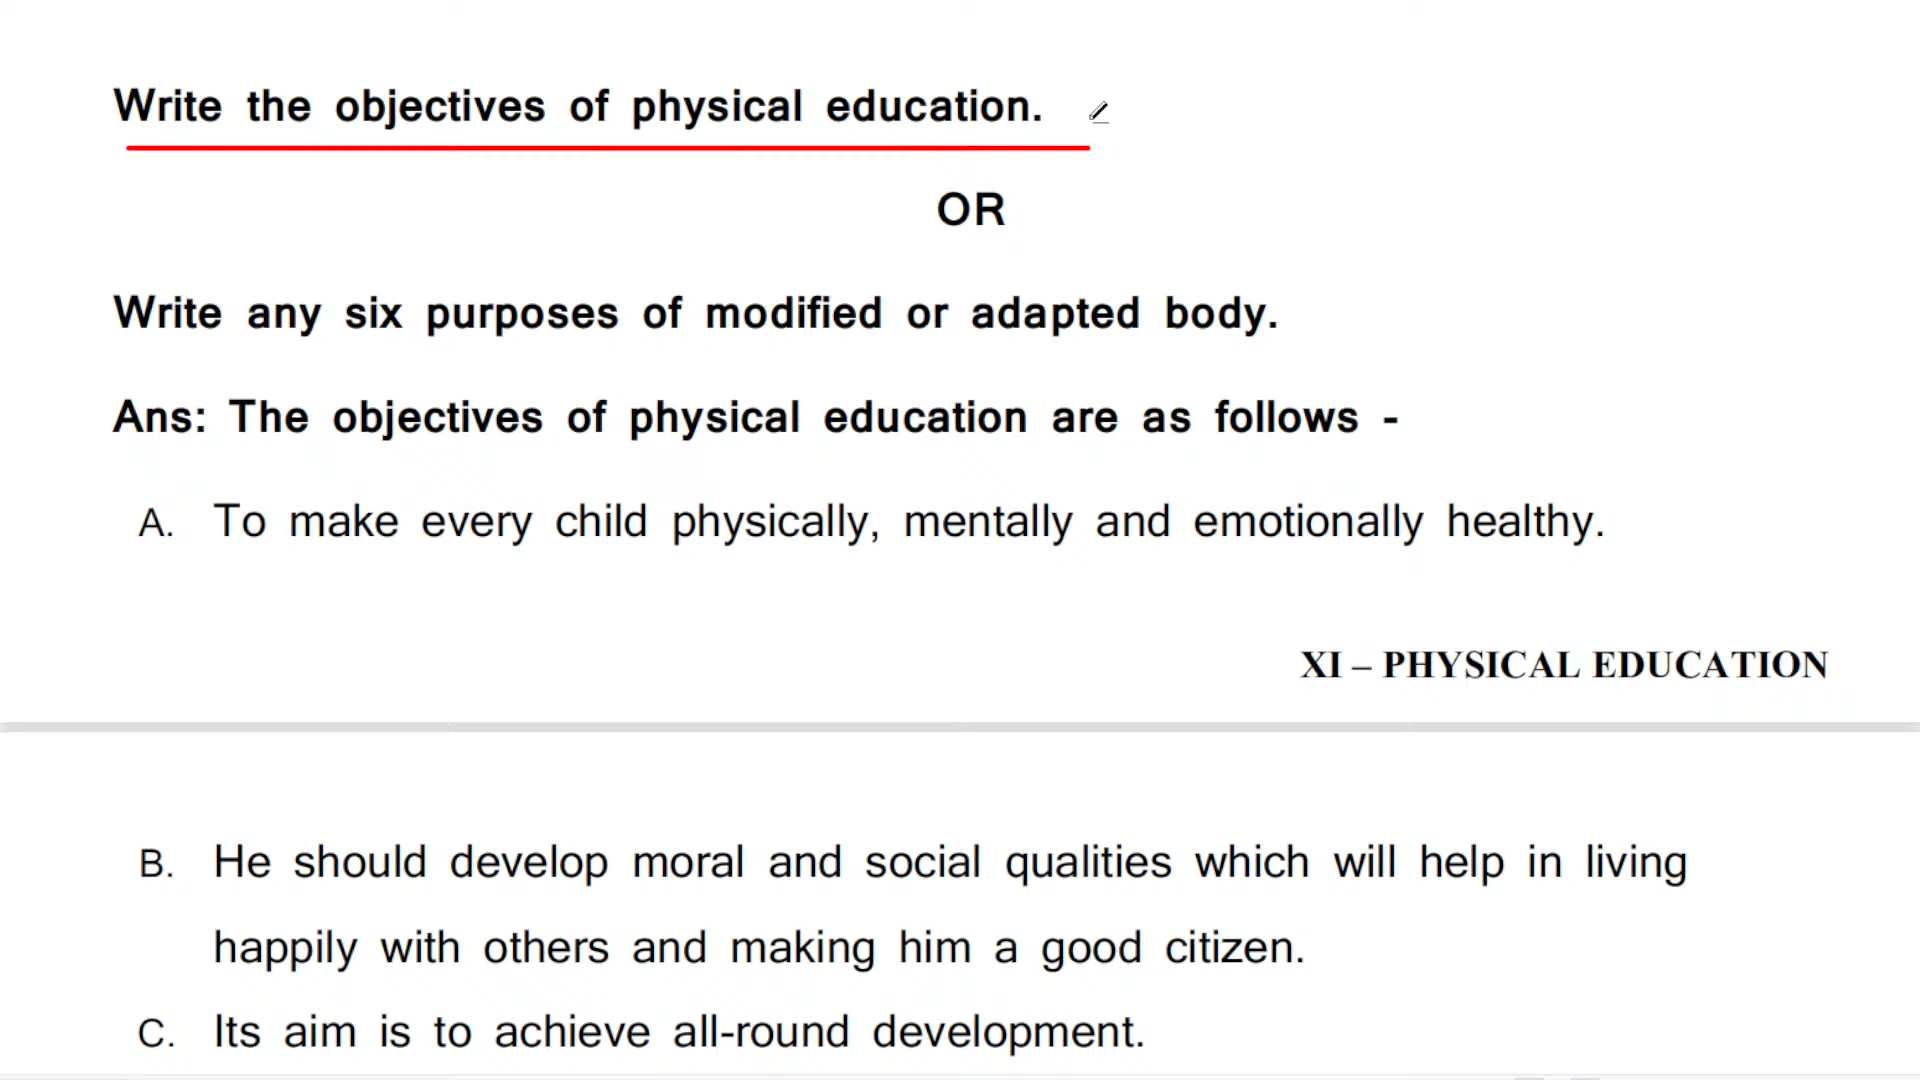 Write the objectives of physical education.
OR
Write any six purposes of modified or adapted body.
Ans: The objectives of physical education are as follows -
A. To make every child physically, mentally and emotionally healthy.
XI – PHYSICAL EDUCATION
B. He should develop moral and social qualities which will help in living
happily with others and making him a good citizen.
C. Its aim is to achieve all-round development.